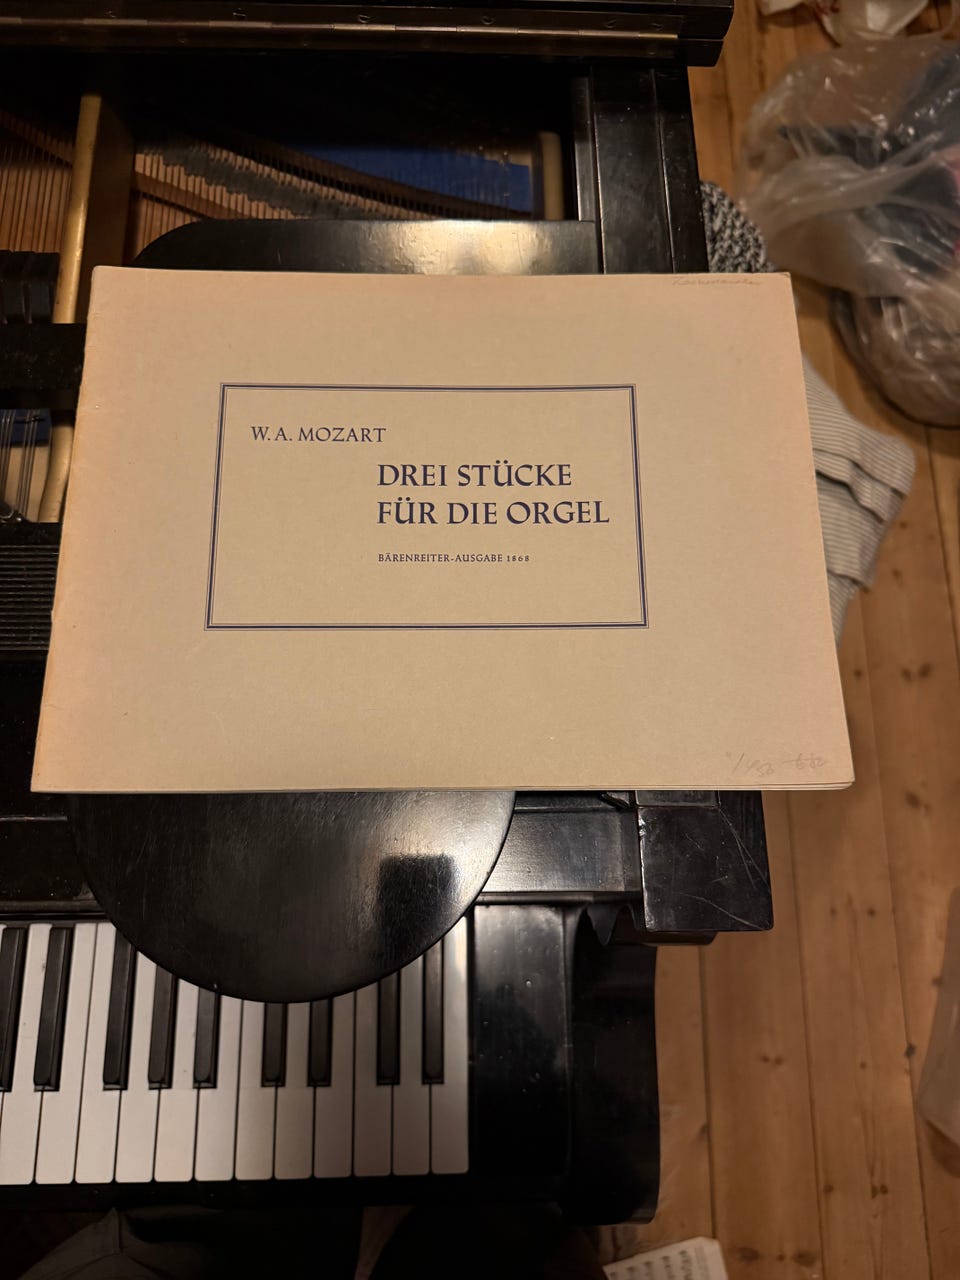 W. A. MOZART
DREI STÜCKE
FÜR DIE ORGEL
BÄRENREITER-AUSGABE 1868